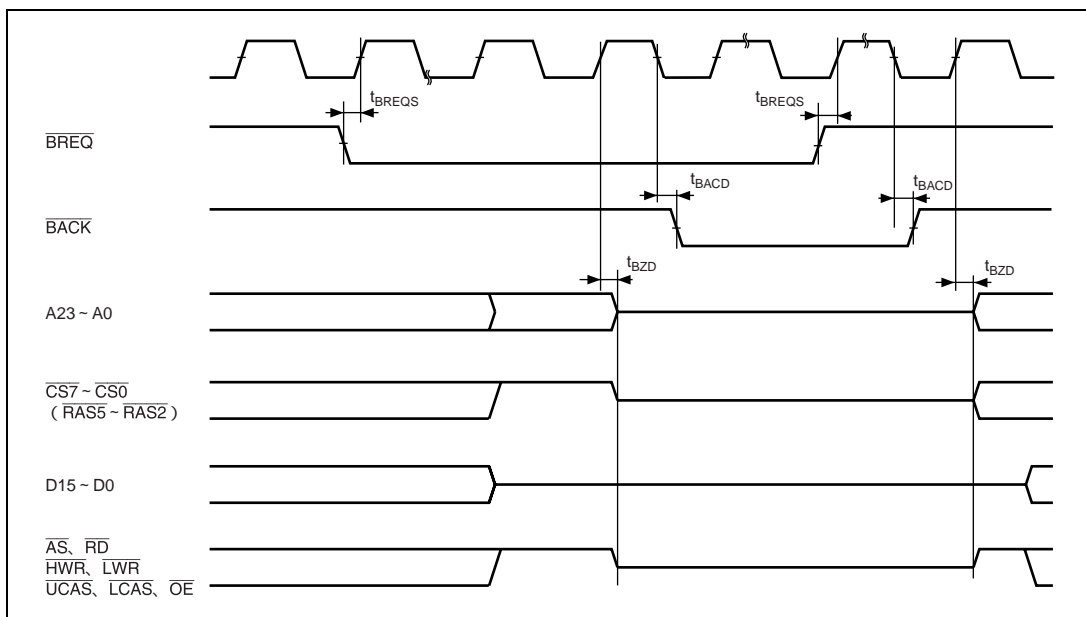 tBREQS
tBREQS
BREQ
tBACD
tBACD
BACK
tBZD
tBZD
A23 ~ A0
CS7 ~ CS0
（RAS5 ~ RAS2）
D15 ~ D0
AS、RD
HWR、LWR
UCAS、LCAS、OE